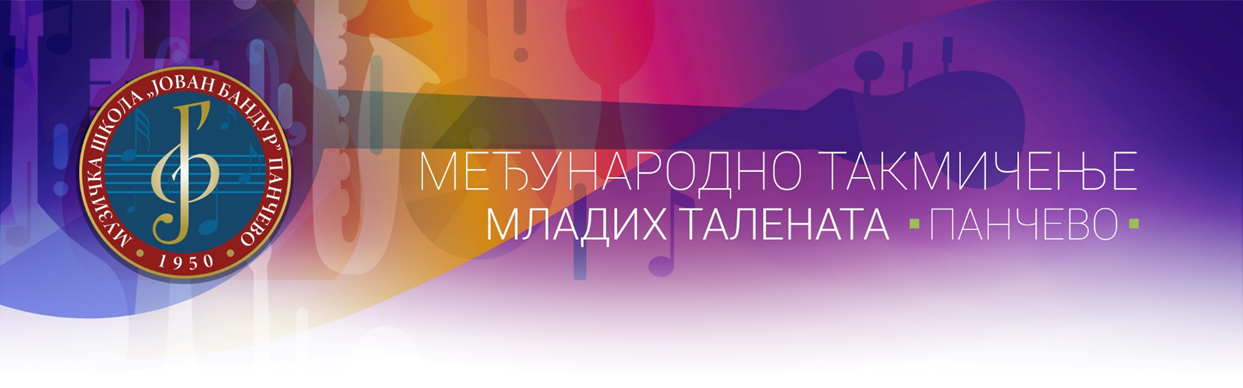 МУЗИЧКА ШКОЛА „ЈОВАН БАНДУР” ПАНЧЕВО
1950
МЕЂУНАРОДНО ТАКМИЧЕЊЕ
МЛАДИХ ТАЛЕНАТА ▪ ПАНЧЕВО ▪